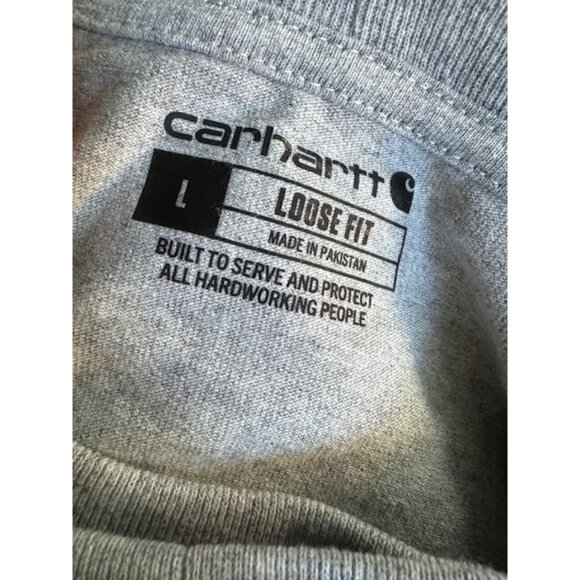 carhartt
L LOOSE FIT
MADE IN PAKISTAN
BUILT TO SERVE AND PROTECT
ALL HARDWORKING PEOPLE